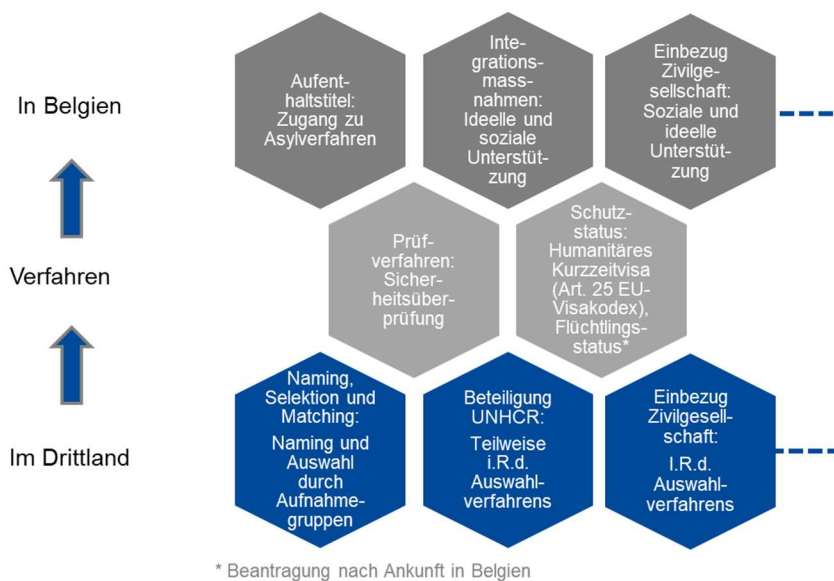 In Belgien
Aufent-
haltstitel:
Zugang zu
Asylverfahren
Inte-
grations-
mass-
nahmen:
Ideelle und
soziale
Unterstüt-
zung
Einbezug
Zivilge-
sellschaft:
Soziale und
ideelle
Unterstüt-
zung
Verfahren
Prüf-
verfahren:
Sicher-
heitsüber-
prüfung
Schutz-
status:
Humanitäres
Kurzzeitvisa
(Art. 25 EU-
Visakodex),
Flüchtlings-
status*
Im Drittland
Naming,
Selektion und
Matching:
Naming und
Auswahl
durch
Aufnahme-
gruppen
Beteiligung
UNHCR:
Teilweise
i.R.d.
Auswahl-
verfahrens
Einbezug
Zivilgesell-
schaft:
I.R.d.
Auswahl-
verfahrens
* Beantragung nach Ankunft in Belgien